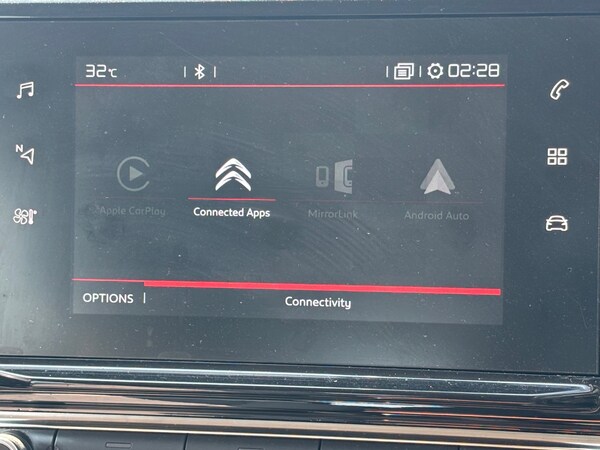 32°C
02:28
N
Apple CarPlay
Connected Apps
MirrorLink
Android Auto
OPTIONS
Connectivity